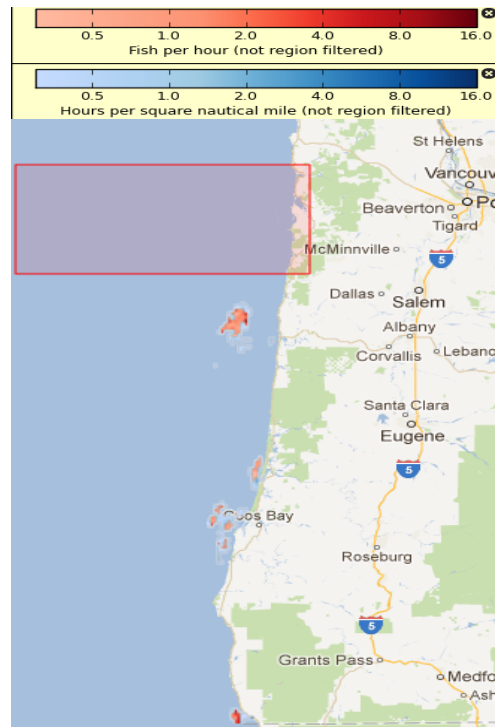 0.5 1.0 2.0 4.0 8.0 16.0
Fish per hour (not region filtered)
0.5 1.0 2.0 4.0 8.0 16.0
Hours per square nautical mile (not region filtered)
St Helens
Vancouv
Beaverton
Po
Tigard
McMinnville
5
Dallas
Salem
Albany
Corvallis
Lebano
Santa Clara
Eugene
5
Coos Bay
Roseburg
5
Grants Pass
Medfo
Ash